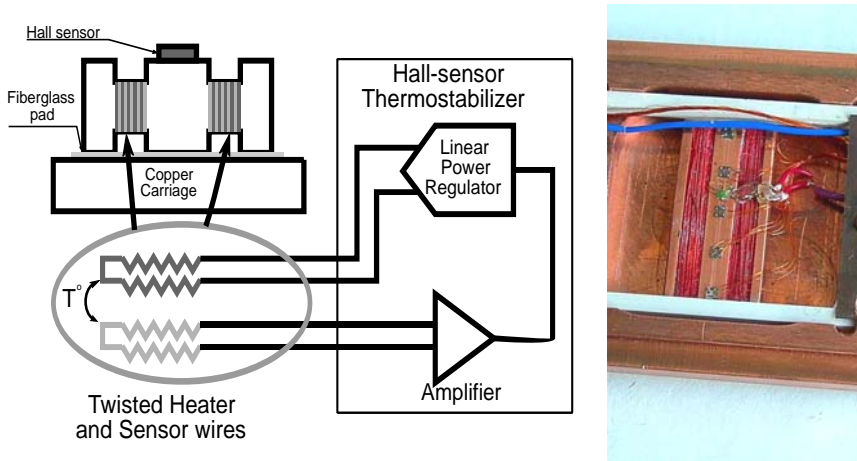 Hall sensor
Fiberglass
pad
Copper
Carriage
Hall-sensor
Thermostabilizer
Linear
Power
Regulator
T°
Amplifier
Twisted Heater
and Sensor wires